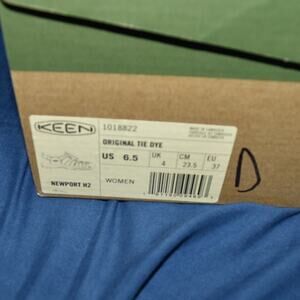 KEEN
1018822
MADE IN CAMBODIA
ORIGINAL TIE DYE
US 6.5
UK 4
CM 23.5
EU 37
NEWPORT H2
WOMEN
D